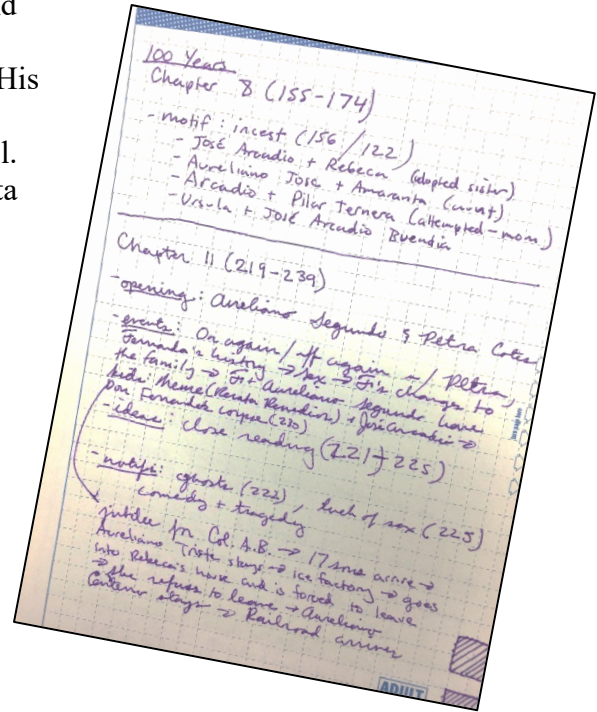 d
His
l.
ta
100 Years
Chapter 8 (155-174)
- motif: incest (156/122)
- José Arcadio + Rebeca (adopted sister)
- Aureliano José + Amaranta (aunt)
- Arcadio + Pilar Ternera (attempted-mom)
- Ursula + José Arcadio Buendía
Chapter 11 (219-239)
- opening: Aureliano Segundo & Petra Cotes
- events: On again/off again w/ Petra,
Fernanda's history → sex → F's changes to
the family → F + Aureliano Segundo have
kids: Meme (Renata Remedios) + José Arcadio →
Don Fernando's corpse (230)
- ideas: close reading (221-225)
- motifs: ghosts (222), luck of sox (225)
comedy + tragedy
jubilee for Col. A.B. → 17 sons arrive →
Aureliano Triste stays → ice factory → goes
into Rebeca's house and is forced to leave
→ she refuses to leave → Aureliano
Centeno stays → Railroad arrives
ADULT